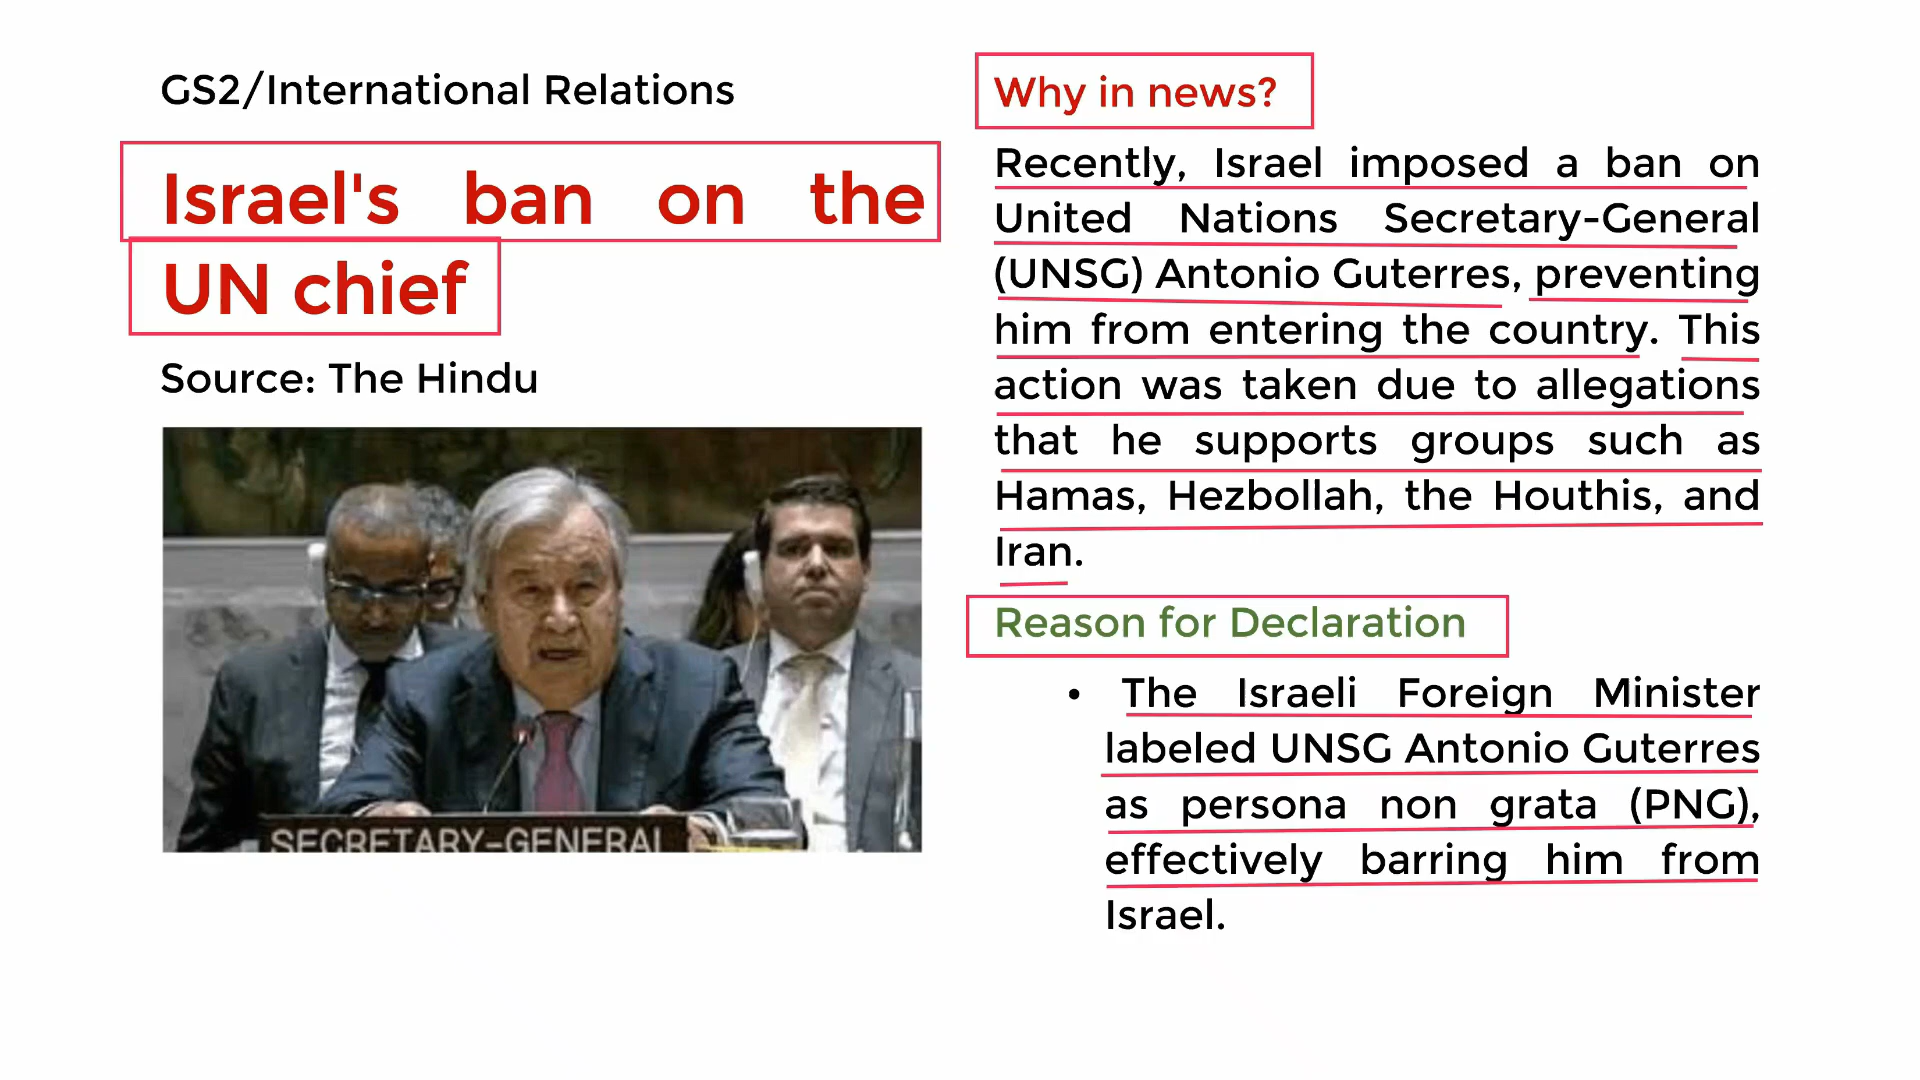 GS2/International Relations
Israel's ban on the
UN chief
Source: The Hindu
SECRETARY-GENERAL
Why in news?
Recently, Israel imposed a ban on
United Nations Secretary-General
(UNSG) Antonio Guterres, preventing
him from entering the country. This
action was taken due to allegations
that he supports groups such as
Hamas, Hezbollah, the Houthis, and
Iran.
Reason for Declaration
• The Israeli Foreign Minister
labeled UNSG Antonio Guterres
as persona non grata (PNG),
effectively barring him from
Israel.